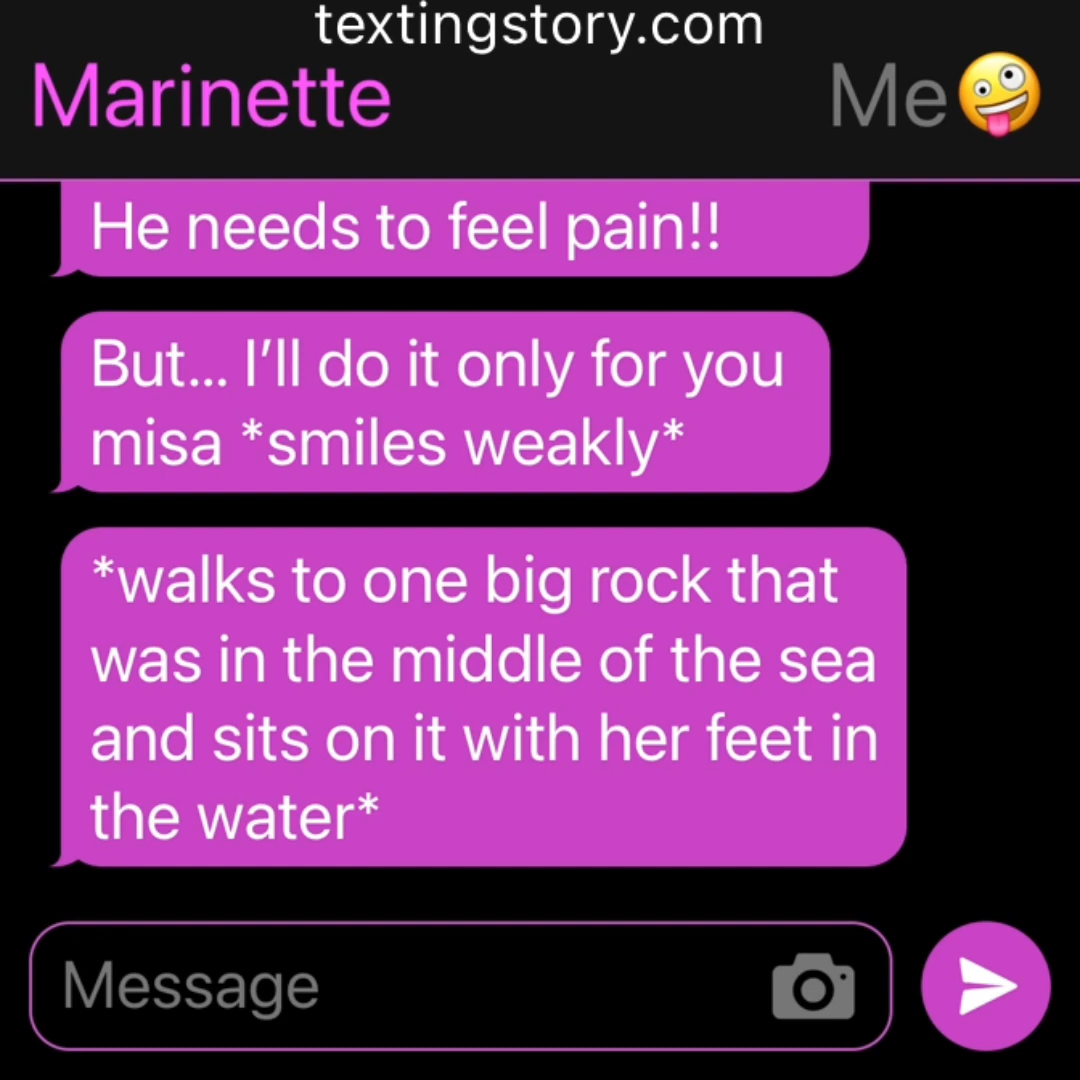 textingstory.com
Marinette
Me🤪
He needs to feel pain!!
But... I’ll do it only for you
misa *smiles weakly*
*walks to one big rock that
was in the middle of the sea
and sits on it with her feet in
the water*
Message